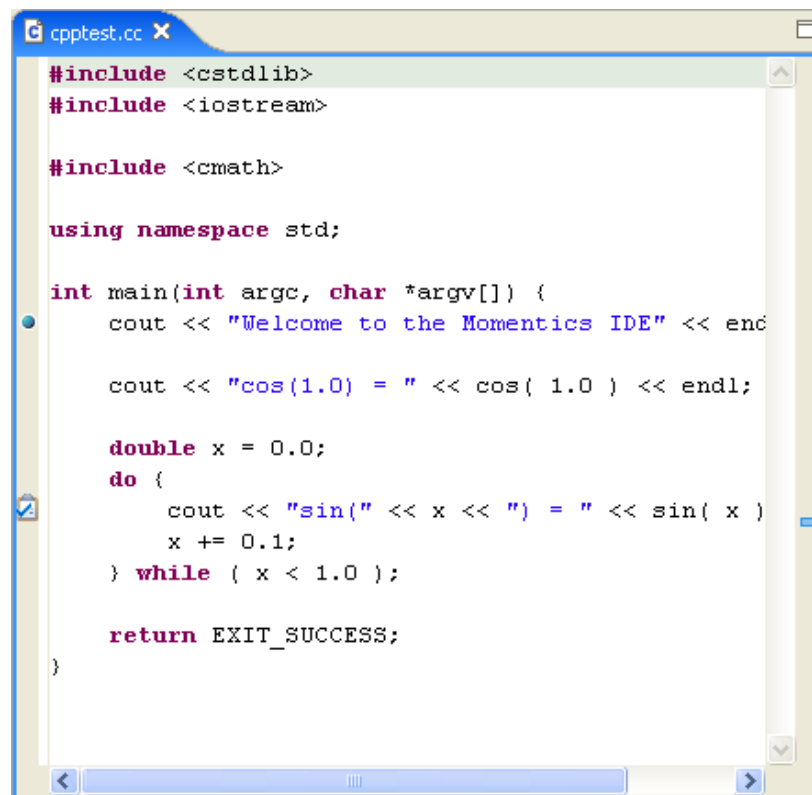 cpptest.cc
#include <cstdlib>
#include <iostream>
#include <cmath>
using namespace std;
int main(int argc, char *argv[]) {
cout << "Welcome to the Momentics IDE" << end
cout << "cos(1.0) = " << cos( 1.0 ) << endl;
double x = 0.0;
do {
cout << "sin(" << x << ") = " << sin( x )
x += 0.1;
} while ( x < 1.0 );
return EXIT_SUCCESS;
}